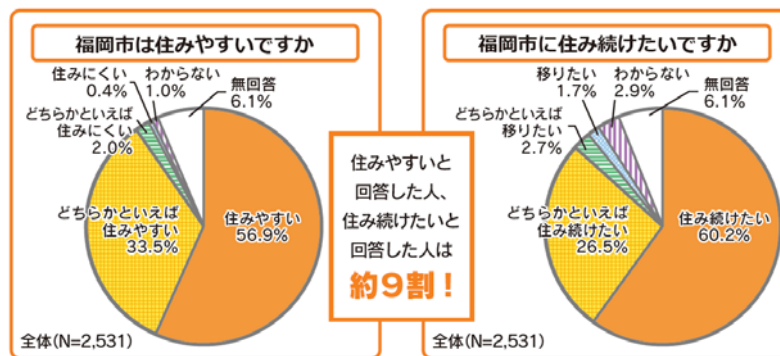 福岡市は住みやすいですか
住みにくい
0.4%
わからない
1.0%
無回答
6.1%
どちらかといえば
住みにくい
2.0%
どちらかといえば
住みやすい
33.5%
住みやすい
56.9%
全体(N=2,531)
住みやすいと
回答した人、
住み続けたいと
回答した人は
約9割！
福岡市に住み続けたいですか
移りたい
1.7%
わからない
2.9%
無回答
6.1%
どちらかといえば
移りたい
2.7%
どちらかといえば
住み続けたい
26.5%
住み続けたい
60.2%
全体(N=2,531)